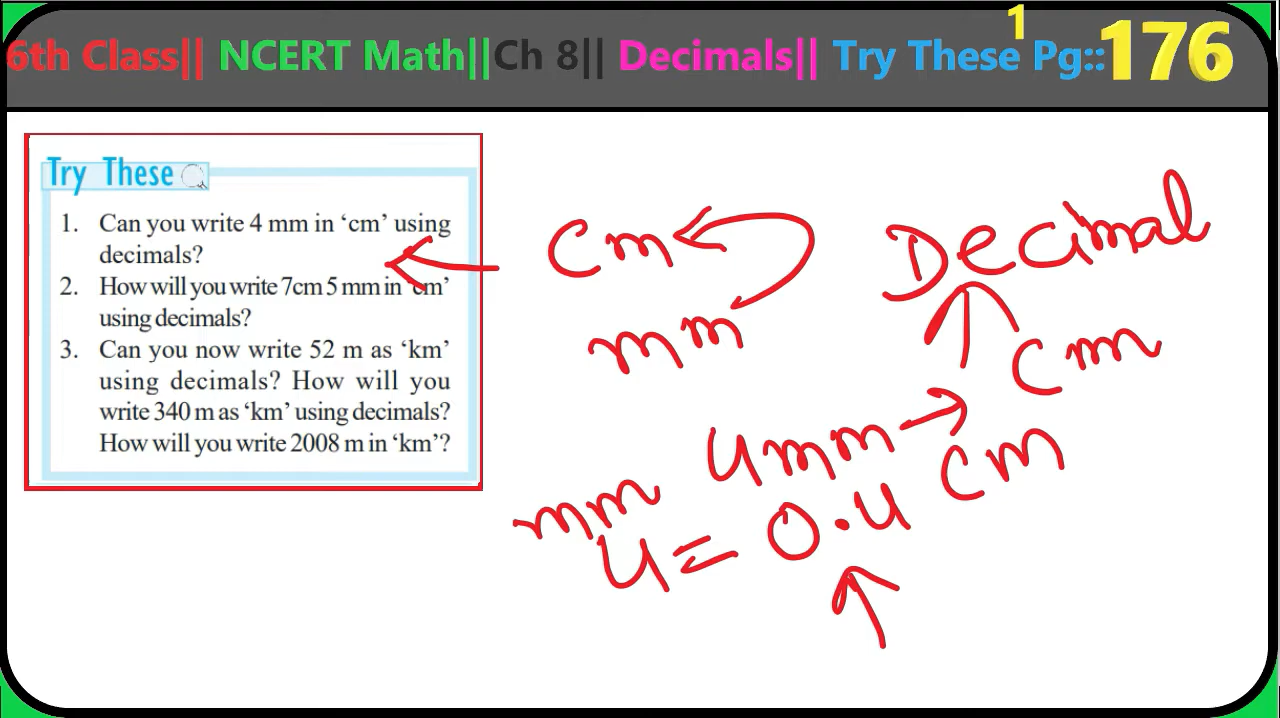 6th Class|| NCERT Math||Ch 8|| Decimals|| Try These Pg::176
1
Try These
1. Can you write 4 mm in ‘cm’ using
decimals?
2. How will you write 7cm 5 mm in ‘cm’
using decimals?
3. Can you now write 52 m as ‘km’
using decimals? How will you
write 340 m as ‘km’ using decimals?
How will you write 2008 m in ‘km’?
Cm
mm
Decimal
Cm
4mm → Cm
mm
4 = 0.4